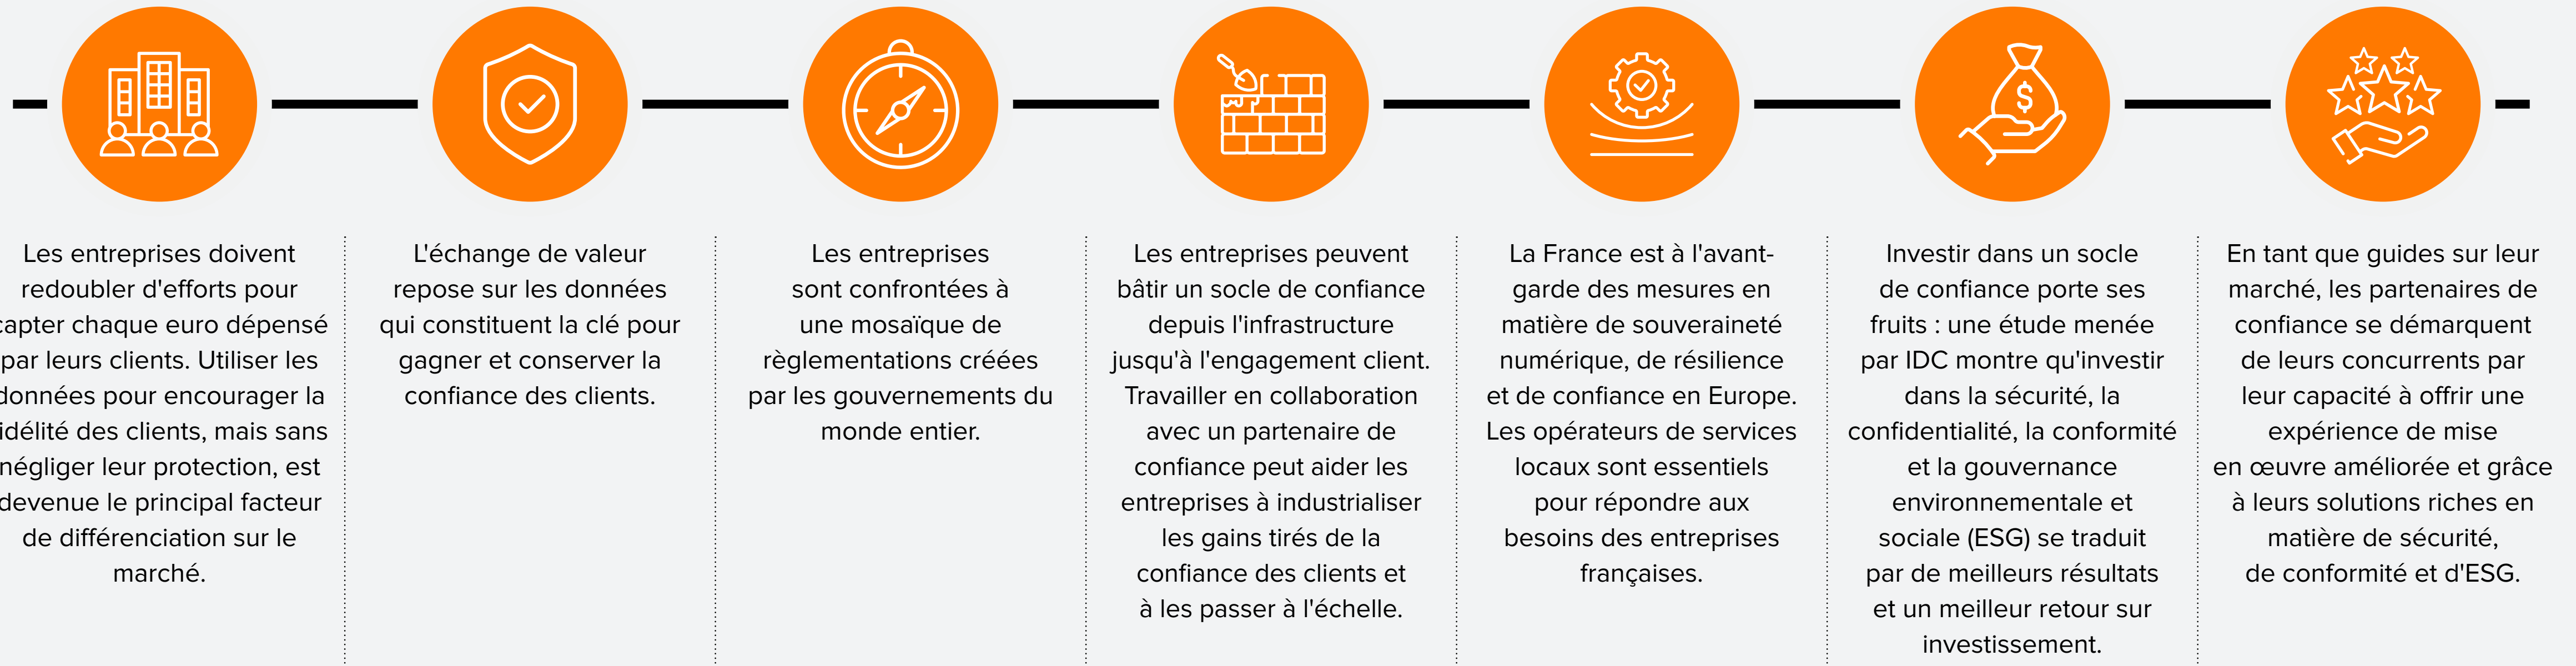 Les entreprises doivent
redoubler d'efforts pour
capter chaque euro dépensé
par leurs clients. Utiliser les
données pour encourager la
fidélité des clients, mais sans
négliger leur protection, est
devenue le principal facteur
de différenciation sur le
marché.
L'échange de valeur
repose sur les données
qui constituent la clé pour
gagner et conserver la
confiance des clients.
Les entreprises
sont confrontées à
une mosaïque de
règlementations créées
par les gouvernements du
monde entier.
Les entreprises peuvent
bâtir un socle de confiance
depuis l'infrastructure
jusqu'à l'engagement client.
Travailler en collaboration
avec un partenaire de
confiance peut aider les
entreprises à industrialiser
les gains tirés de la
confiance des clients et
à les passer à l'échelle.
La France est à l'avant-
garde des mesures en
matière de souveraineté
numérique, de résilience
et de confiance en Europe.
Les opérateurs de services
locaux sont essentiels
pour répondre aux
besoins des entreprises
françaises.
$
Investir dans un socle
de confiance porte ses
fruits : une étude menée
par IDC montre qu'investir
dans la sécurité, la
confidentialité, la conformité
et la gouvernance
environnementale et
sociale (ESG) se traduit
par de meilleurs résultats
et un meilleur retour sur
investissement.
En tant que guides sur leur
marché, les partenaires de
confiance se démarquent
de leurs concurrents par
leur capacité à offrir une
expérience de mise
en œuvre améliorée et grâce
à leurs solutions riches en
matière de sécurité,
de conformité et d'ESG.